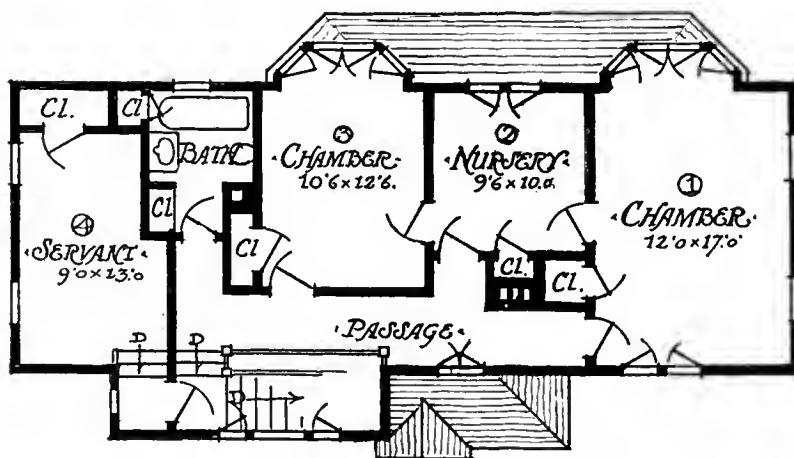 Cl.
Cl
BATH
Cl
Cl
③
CHAMBER
10'6 x 12'6.
②
NURSERY
9'6 x 10.0
①
CHAMBER
12'0 x 17'0"
④
SERVANT
9'0 x 13'0
Cl.
Cl.
PASSAGE
D
D
D